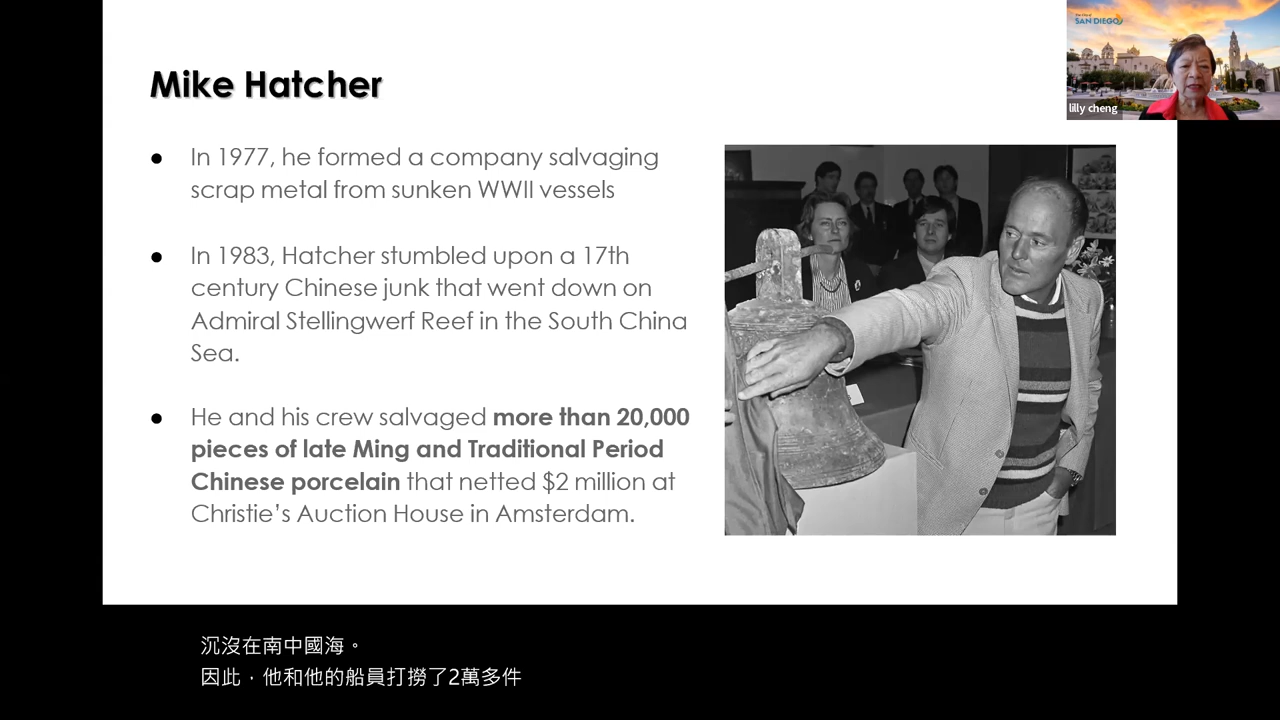 Mike Hatcher
● In 1977, he formed a company salvaging
scrap metal from sunken WWII vessels
● In 1983, Hatcher stumbled upon a 17th
century Chinese junk that went down on
Admiral Stellingwerf Reef in the South China
Sea.
● He and his crew salvaged more than 20,000
pieces of late Ming and Traditional Period
Chinese porcelain that netted $2 million at
Christie’s Auction House in Amsterdam.
SAN DIEGO
lilly cheng
沉沒在南中國海。
因此，他和他的船員打撈了2萬多件